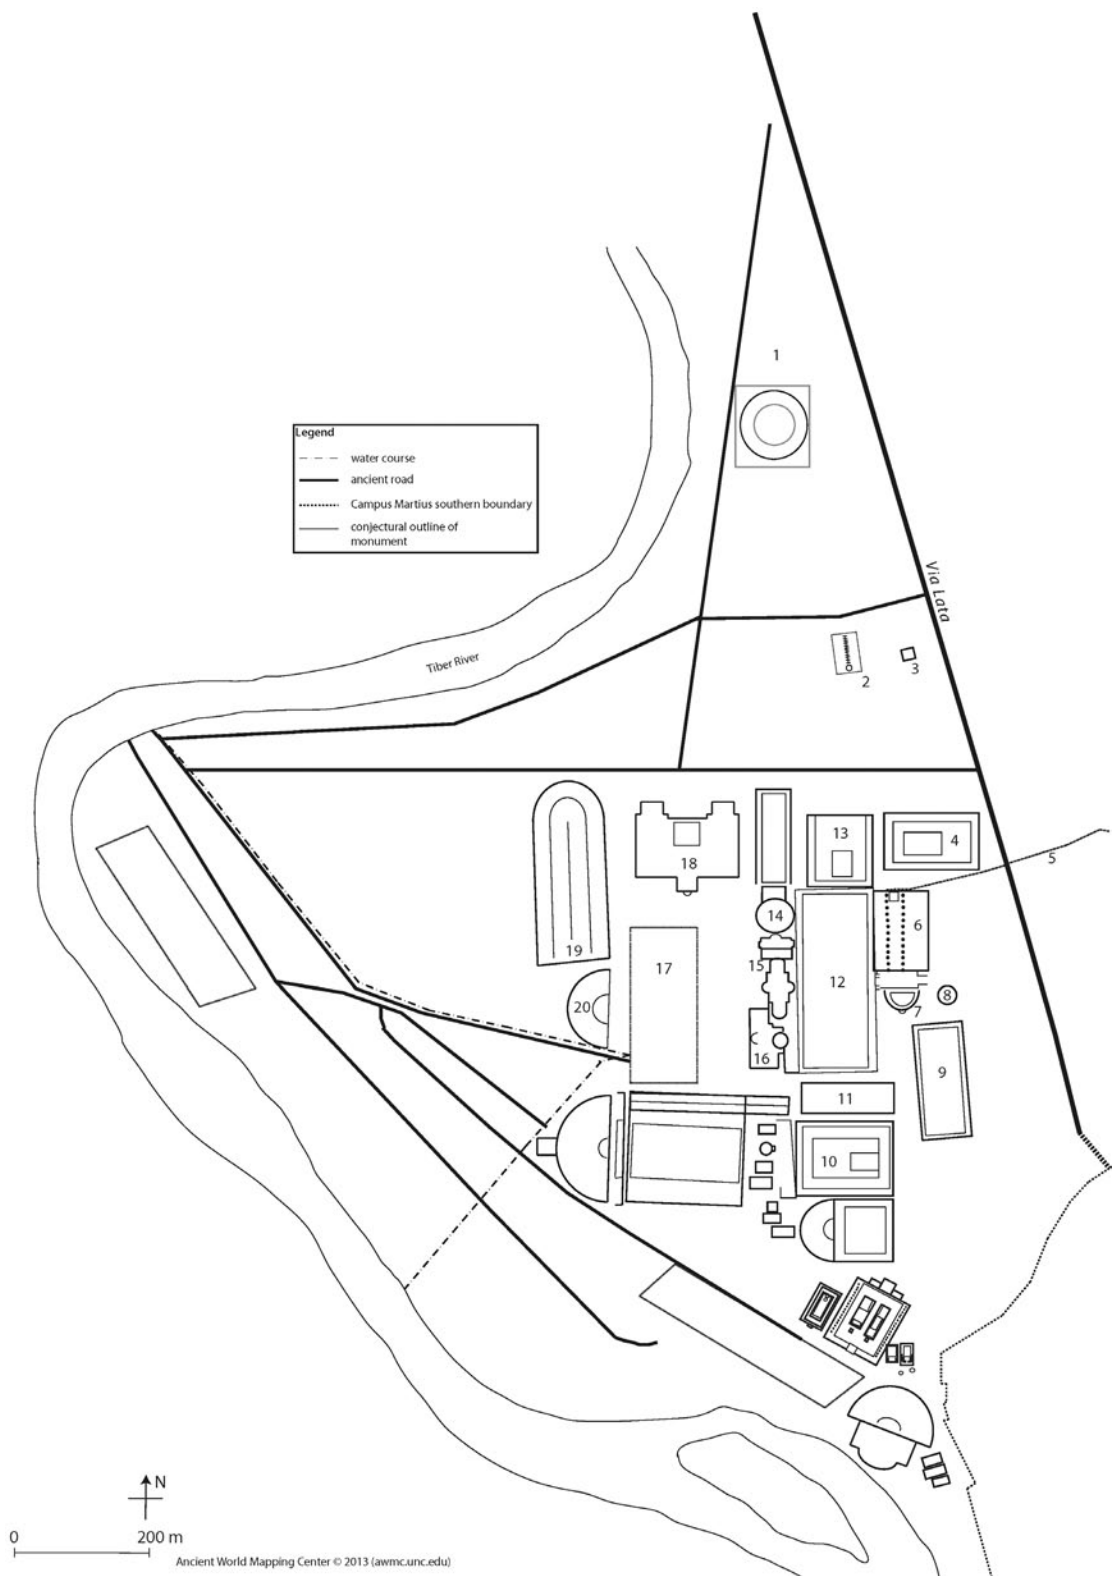 1
Legend
water course
ancient road
Campus Martius southern boundary
conjectural outline of
monument
Via Lata
Tiber River
2
3
13
4
5
18
14
6
19
15
17
12
7
8
20
16
9
11
10
N
0 200 m
Ancient World Mapping Center © 2013 (awmc.unc.edu)